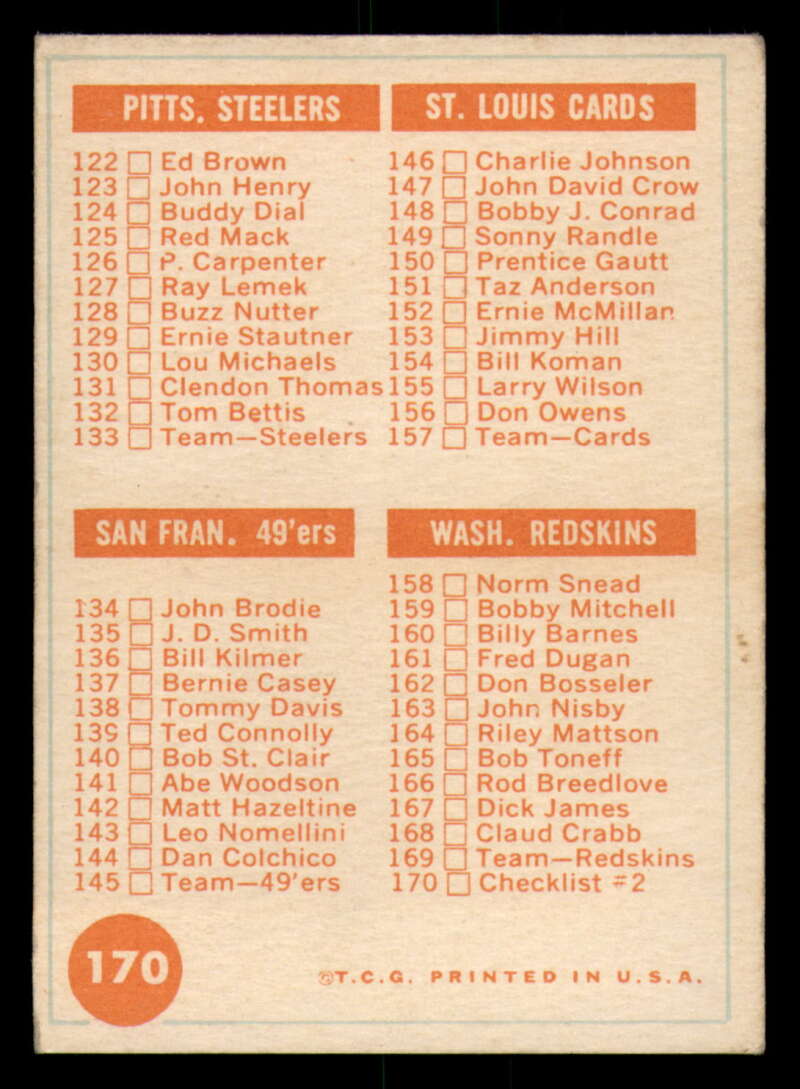 PITTS. STEELERS
122 Ed Brown
123 John Henry
124 Buddy Dial
125 Red Mack
126 P. Carpenter
127 Ray Lemek
128 Buzz Nutter
129 Ernie Stautner
130 Lou Michaels
131 Clendon Thomas
132 Tom Bettis
133 Team—Steelers
ST. LOUIS CARDS
146 Charlie Johnson
147 John David Crow
148 Bobby J. Conrad
149 Sonny Randle
150 Prentice Gautt
151 Taz Anderson
152 Ernie McMillan
153 Jimmy Hill
154 Bill Koman
155 Larry Wilson
156 Don Owens
157 Team—Cards
SAN FRAN. 49'ers
134 John Brodie
135 J. D. Smith
136 Bill Kilmer
137 Bernie Casey
138 Tommy Davis
139 Ted Connolly
140 Bob St. Clair
141 Abe Woodson
142 Matt Hazeltine
143 Leo Nomellini
144 Dan Colchico
145 Team—49'ers
WASH. REDSKINS
158 Norm Snead
159 Bobby Mitchell
160 Billy Barnes
161 Fred Dugan
162 Don Bosseler
163 John Nisby
164 Riley Mattson
165 Bob Toneff
166 Rod Breedlove
167 Dick James
168 Claud Crabb
169 Team—Redskins
170 Checklist #2
170
©T.C.G. PRINTED IN U.S.A.